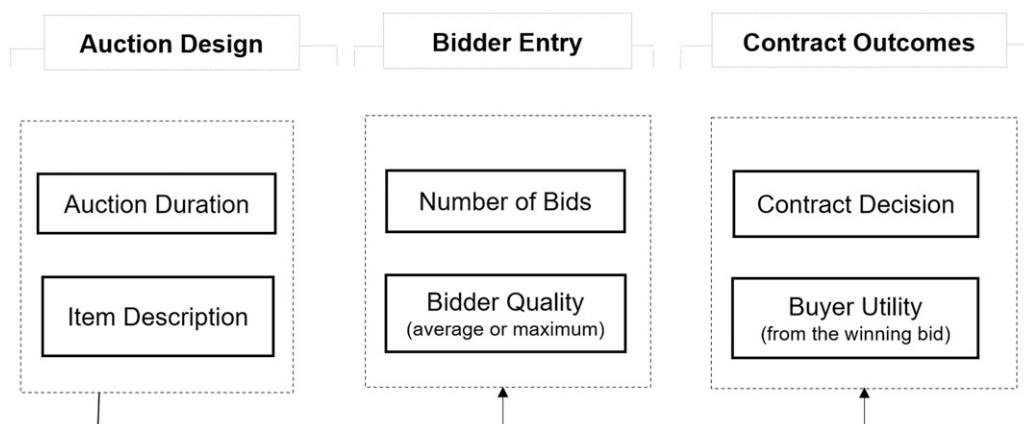 Auction Design
Bidder Entry
Contract Outcomes
Auction Duration
Number of Bids
Contract Decision
Item Description
Bidder Quality
(average or maximum)
Buyer Utility
(from the winning bid)